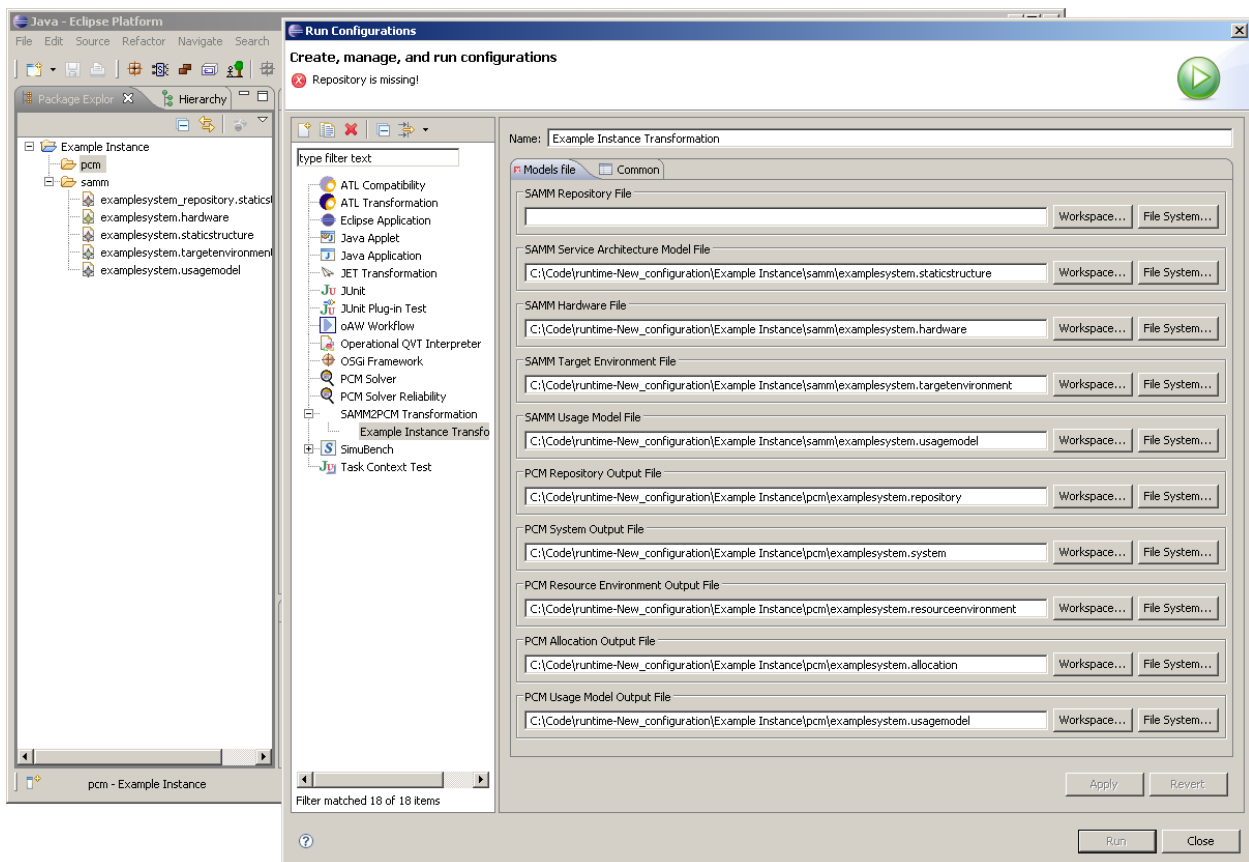 Java - Eclipse Platform
File Edit Source Refactor Navigate Search
Package Explor Hierarchy
Example Instance
pcm
samm
examplesystem_repository.statics
examplesystem.hardware
examplesystem.staticstructure
examplesystem.targetenvironment
examplesystem.usagemodel
pcm - Example Instance
Run Configurations
Create, manage, and run configurations
Repository is missing!
type filter text
ATL Compatibility
ATL Transformation
Eclipse Application
Java Applet
Java Application
JET Transformation
JUnit
JUnit Plug-in Test
oAW Workflow
Operational QVT Interpreter
OSGi Framework
PCM Solver
PCM Solver Reliability
SAMM2PCM Transformation
Example Instance Transfo
SimuBench
Task Context Test
Filter matched 18 of 18 items
Name: Example Instance Transformation
Models file Common
SAMM Repository File
Workspace... File System...
SAMM Service Architecture Model File
C:\Code\runtime-New_configuration\Example Instance\samm\examplesystem.staticstructure Workspace... File System...
SAMM Hardware File
C:\Code\runtime-New_configuration\Example Instance\samm\examplesystem.hardware Workspace... File System...
SAMM Target Environment File
C:\Code\runtime-New_configuration\Example Instance\samm\examplesystem.targetenvironment Workspace... File System...
SAMM Usage Model File
C:\Code\runtime-New_configuration\Example Instance\samm\examplesystem.usagemodel Workspace... File System...
PCM Repository Output File
C:\Code\runtime-New_configuration\Example Instance\pcm\examplesystem.repository Workspace... File System...
PCM System Output File
C:\Code\runtime-New_configuration\Example Instance\pcm\examplesystem.system Workspace... File System...
PCM Resource Environment Output File
C:\Code\runtime-New_configuration\Example Instance\pcm\examplesystem.resourceenvironment Workspace... File System...
PCM Allocation Output File
C:\Code\runtime-New_configuration\Example Instance\pcm\examplesystem.allocation Workspace... File System...
PCM Usage Model Output File
C:\Code\runtime-New_configuration\Example Instance\pcm\examplesystem.usagemodel Workspace... File System...
Apply Revert
Run Close